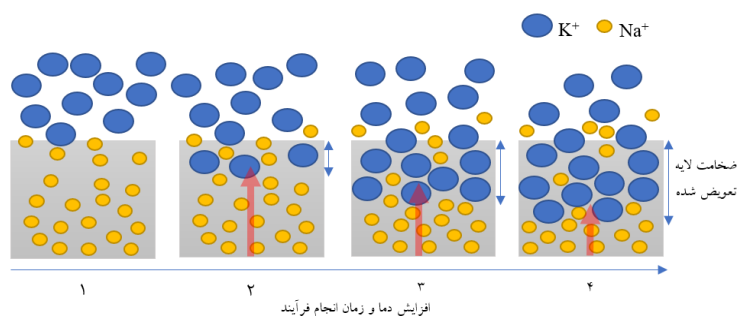 K⁺ Na⁺
ضخامت لایه
تعویض شده
۱ ۲ ۳ ۴
افزایش دما و زمان انجام فرآیند